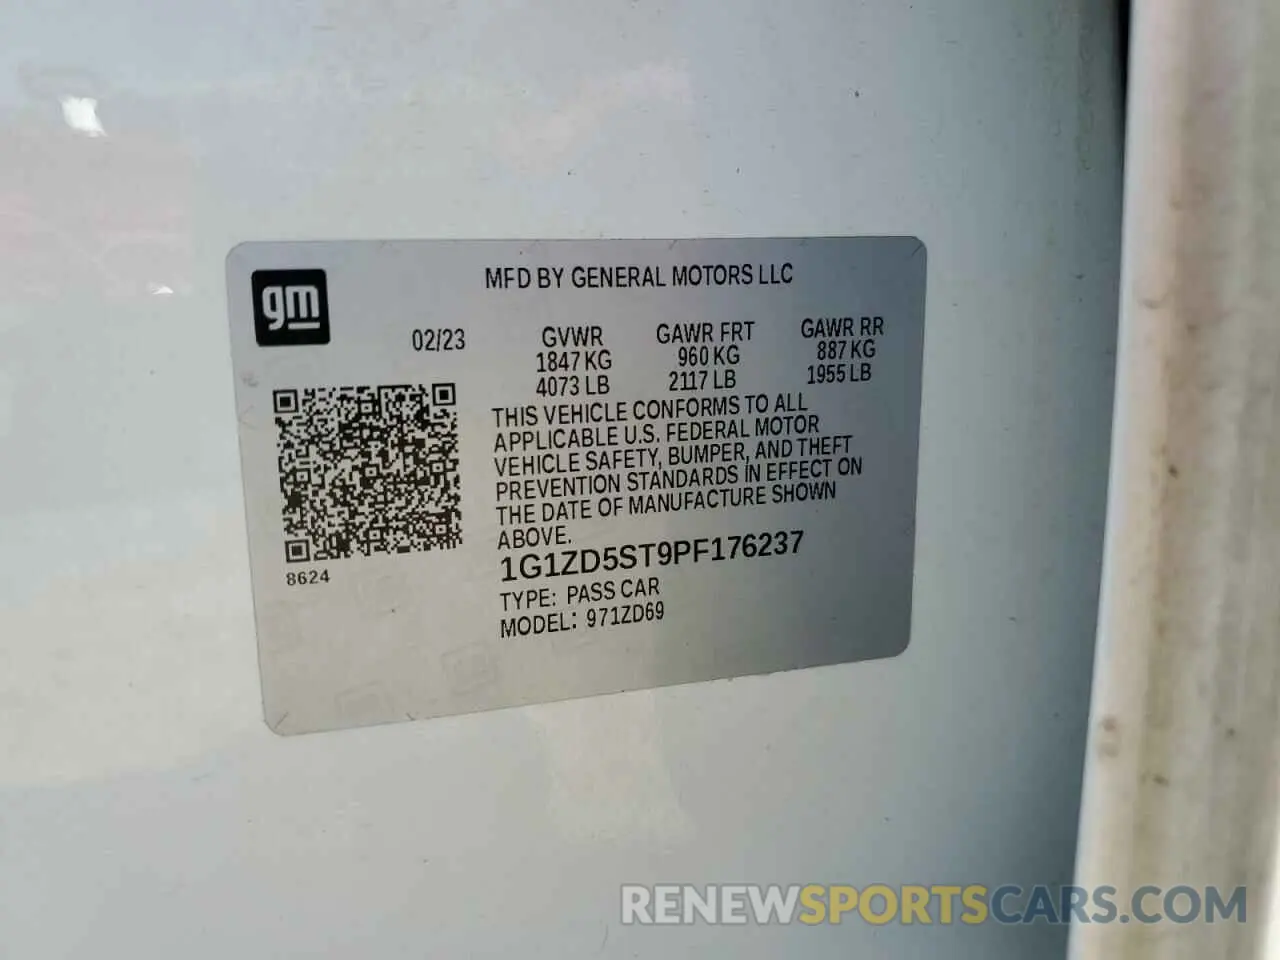 gm
MFD BY GENERAL MOTORS LLC
02/23
GVWR
1847 KG
4073 LB
GAWR FRT
960 KG
2117 LB
GAWR RR
887 KG
1955 LB
THIS VEHICLE CONFORMS TO ALL
APPLICABLE U.S. FEDERAL MOTOR
VEHICLE SAFETY, BUMPER, AND THEFT
PREVENTION STANDARDS IN EFFECT ON
THE DATE OF MANUFACTURE SHOWN
ABOVE.
1G1ZD5ST9PF176237
TYPE: PASS CAR
MODEL: 971ZD69
8624
RENEWSPORTSCARS.COM